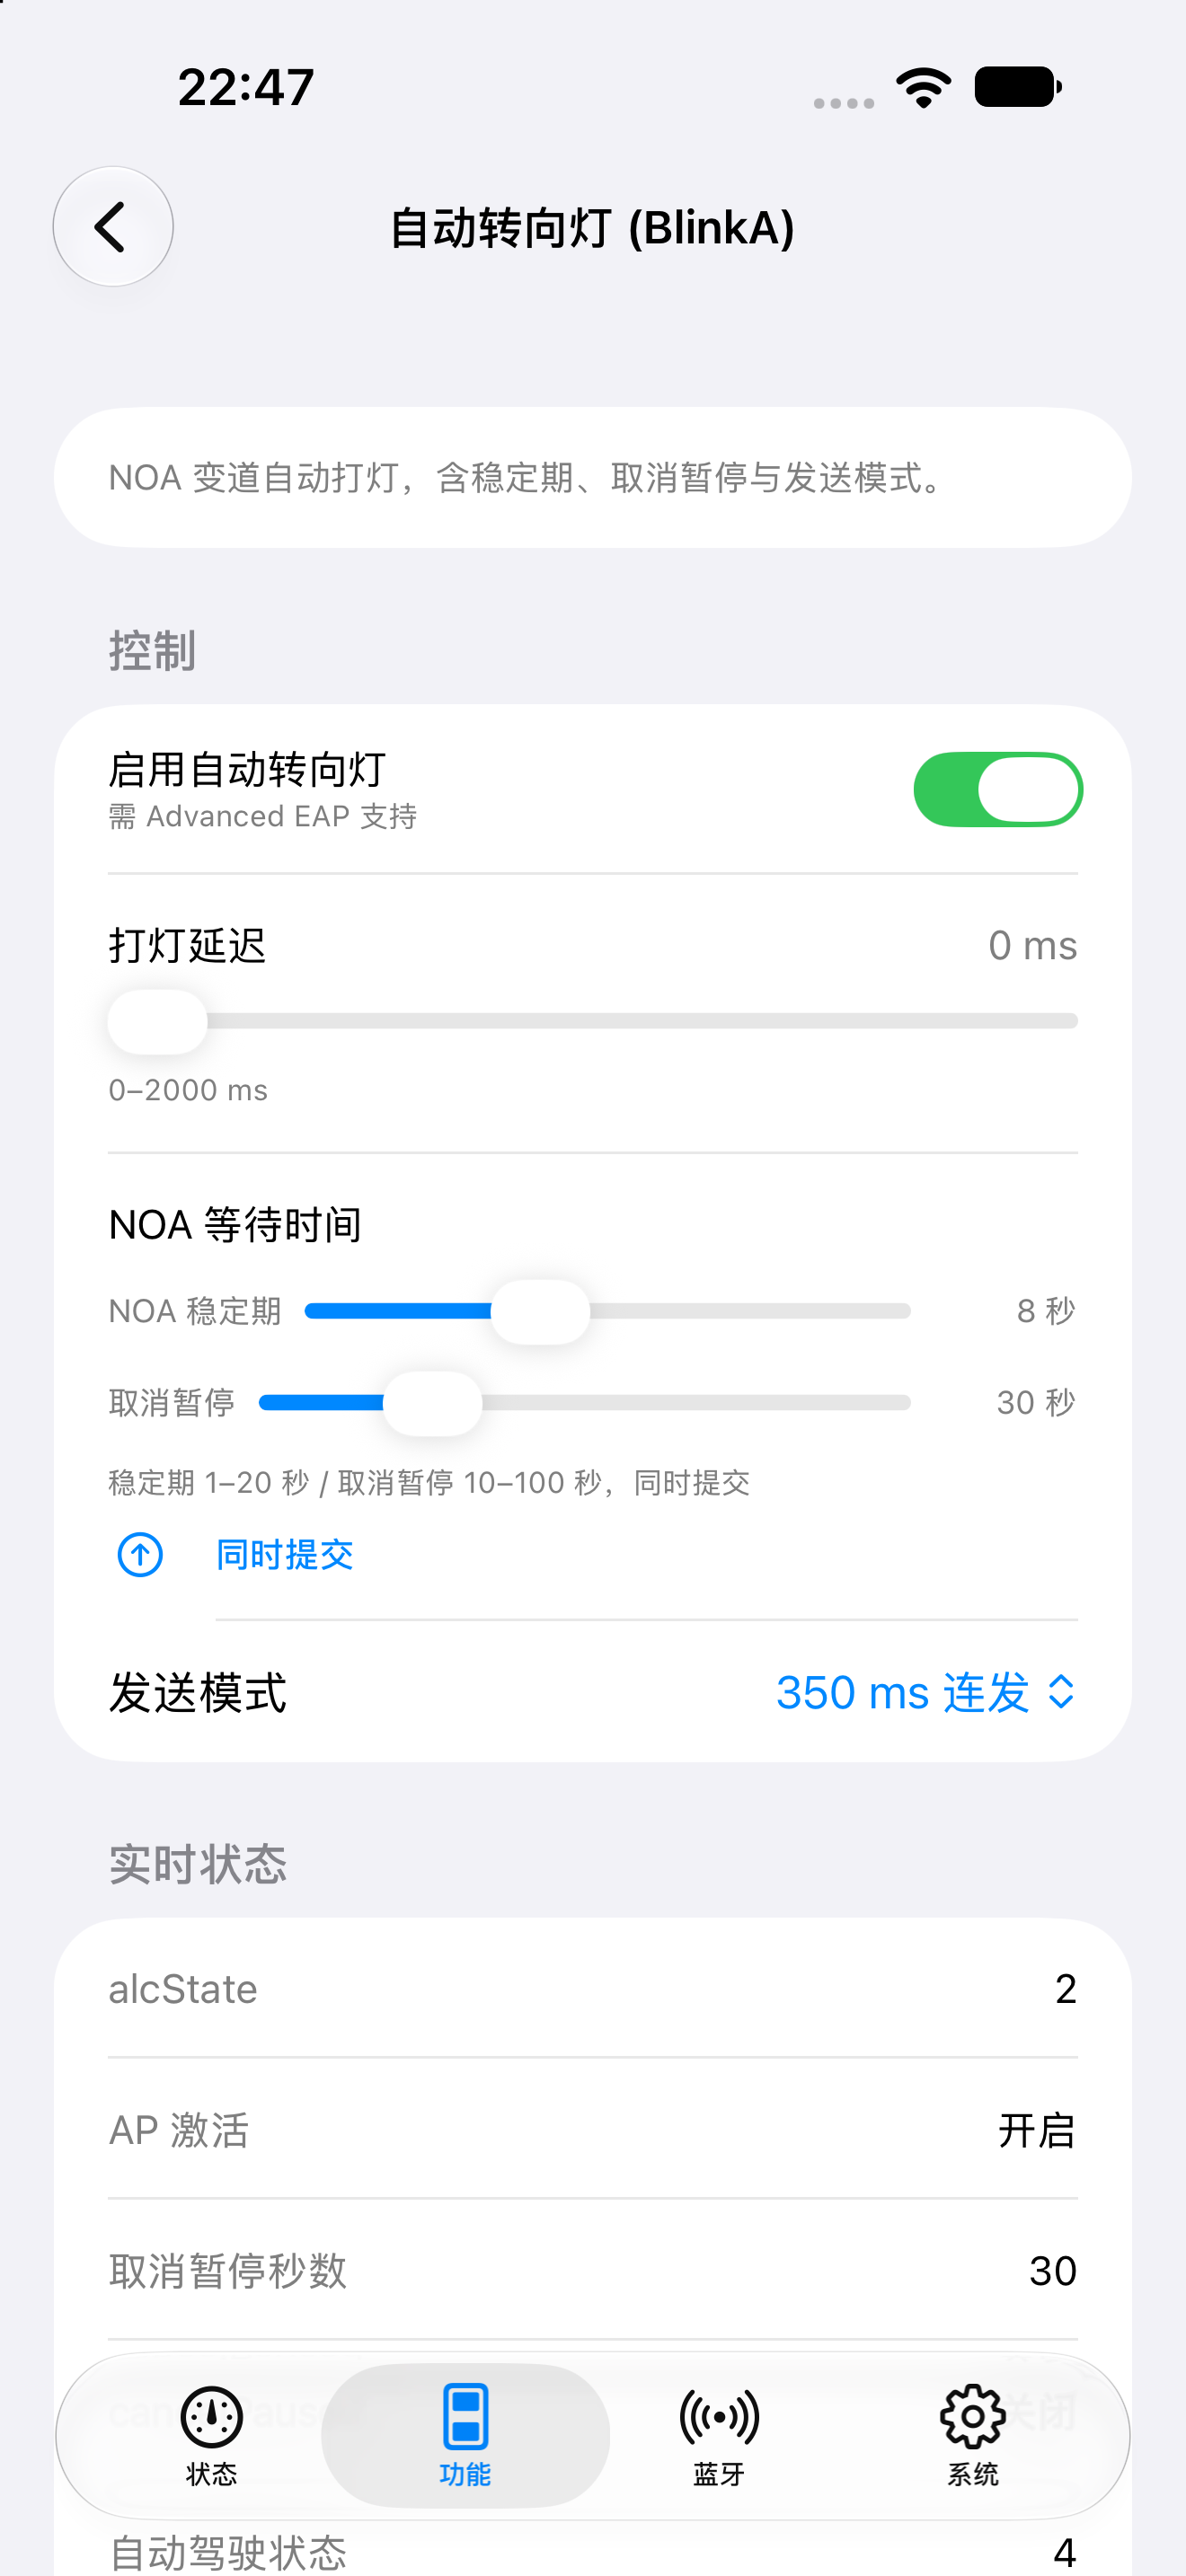 22:47
自动转向灯 (BlinkA)
NOA 变道自动打灯，含稳定期、取消暂停与发送模式。
控制
启用自动转向灯
需 Advanced EAP 支持
打灯延迟 0 ms
0–2000 ms
NOA 等待时间
NOA 稳定期 8 秒
取消暂停 30 秒
稳定期 1–20 秒 / 取消暂停 10–100 秒，同时提交
同时提交
发送模式 350 ms 连发
实时状态
alcState 2
AP 激活 开启
取消暂停秒数 30
关闭
状态 功能 蓝牙 系统
自动驾驶状态 4